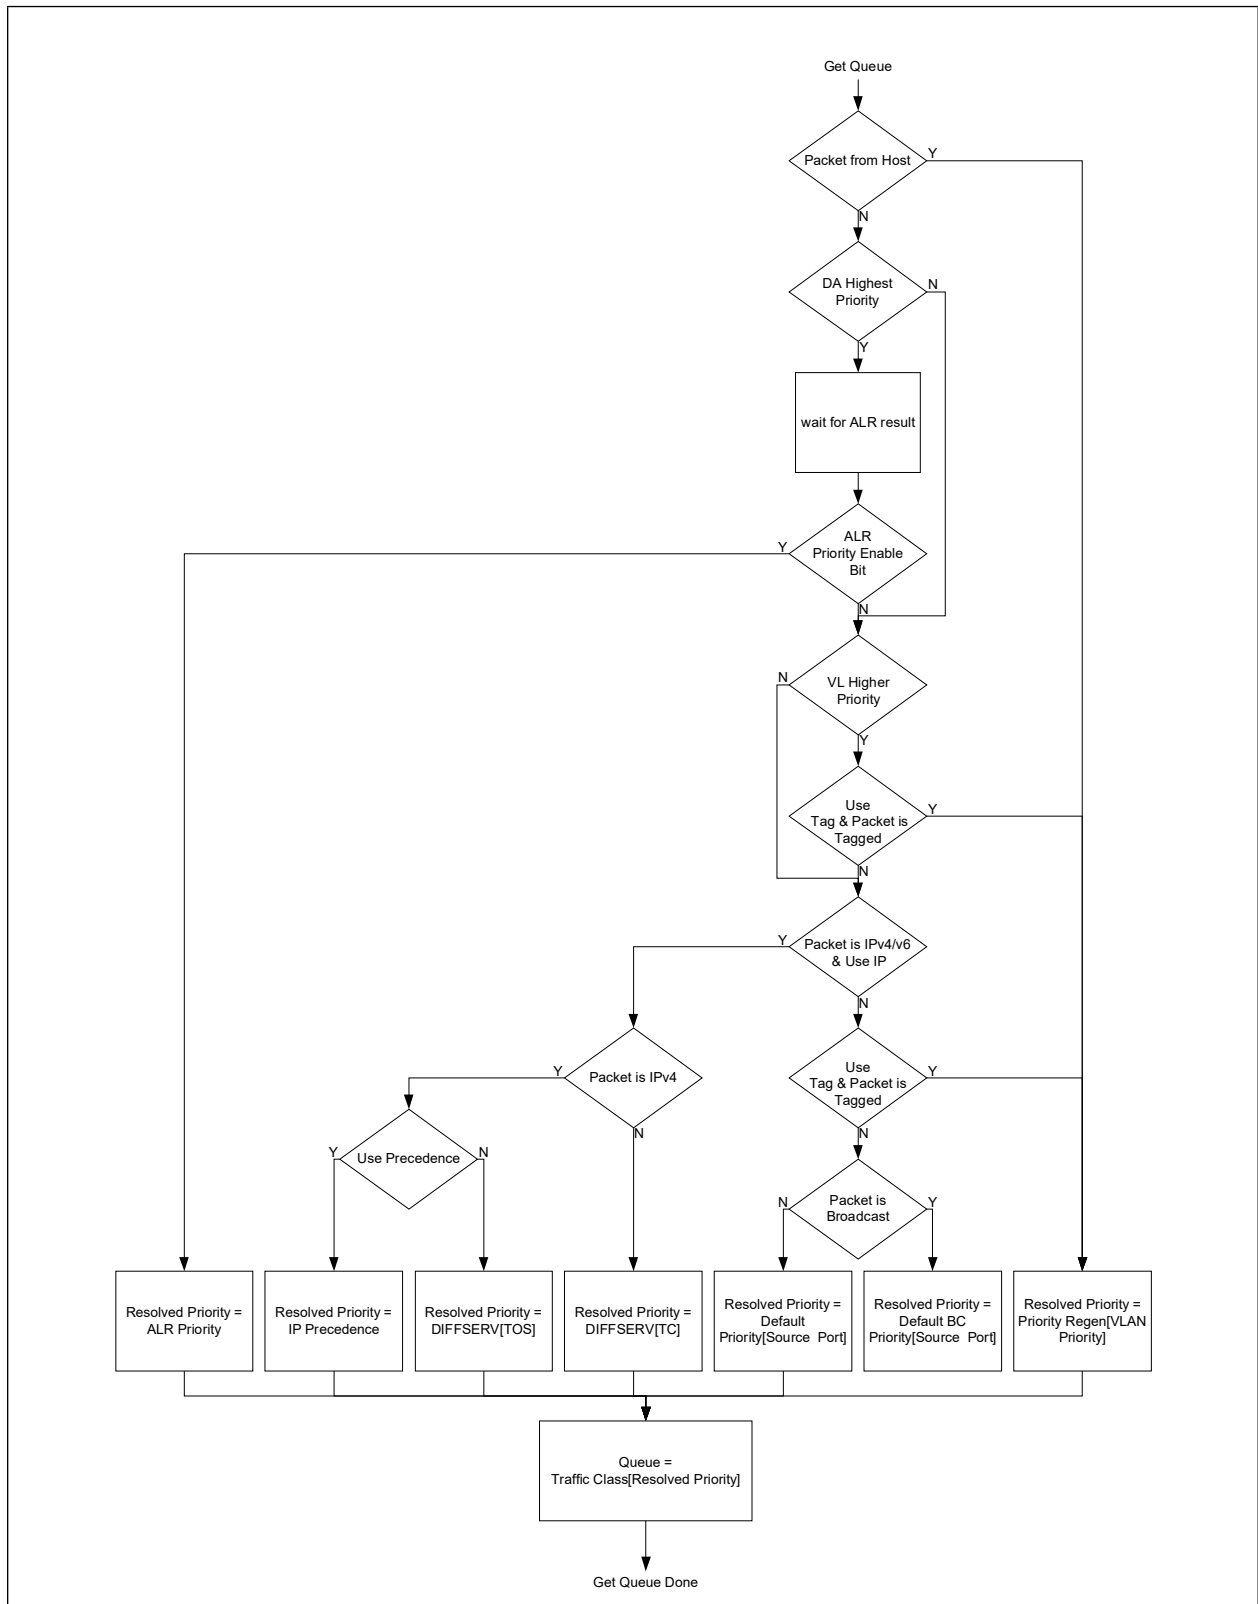 Get Queue
Packet from Host
Y
N
DA Highest
Priority
N
Y
wait for ALR result
ALR
Priority Enable
Bit
Y
N
VL Higher
Priority
N
Y
Use
Tag & Packet is
Tagged
Y
N
Packet is IPv4/v6
& Use IP
Y
N
Packet is IPv4
Y
N
Use
Tag & Packet is
Tagged
Y
N
Use Precedence
Y
N
Packet is
Broadcast
N
Y
Resolved Priority =
ALR Priority
Resolved Priority =
IP Precedence
Resolved Priority =
DIFFSERV[TOS]
Resolved Priority =
DIFFSERV[TC]
Resolved Priority =
Default
Priority[Source Port]
Resolved Priority =
Default BC
Priority[Source Port]
Resolved Priority =
Priority Regen[VLAN
Priority]
Queue =
Traffic Class[Resolved Priority]
Get Queue Done